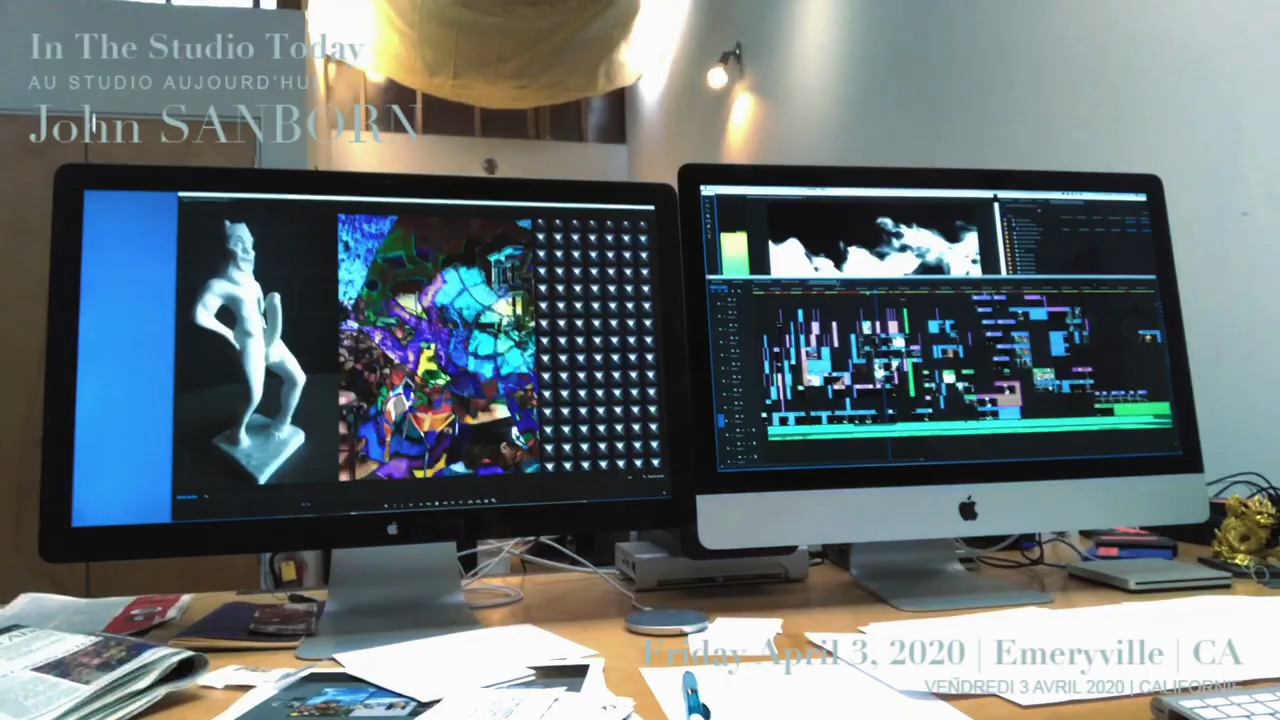 In The Studio Today
AU STUDIO AUJOURD'HUI
John SANBORN
Friday April 3, 2020 | Emeryville | CA
VENDREDI 3 AVRIL 2020 | CALIFORNIE